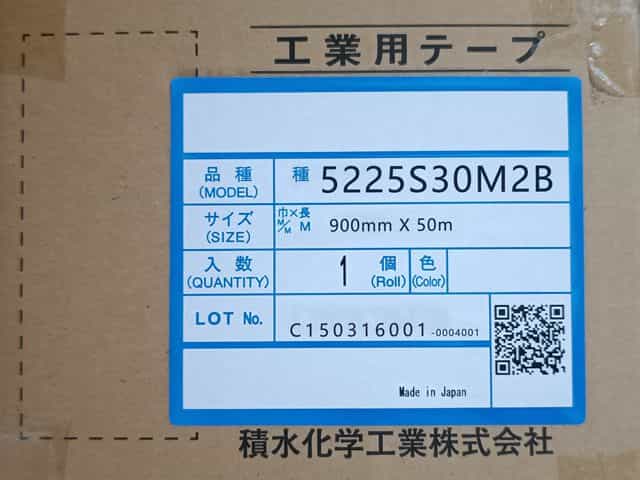 工業用テープ
品種 種 5225S30M2B
(MODEL)
サイズ 巾×長 900mm X 50m
(SIZE) M/M M
入数 1 個 色
(QUANTITY) (Roll) (Color)
LOT No. C150316001-0004001
Made in Japan
積水化学工業株式会社